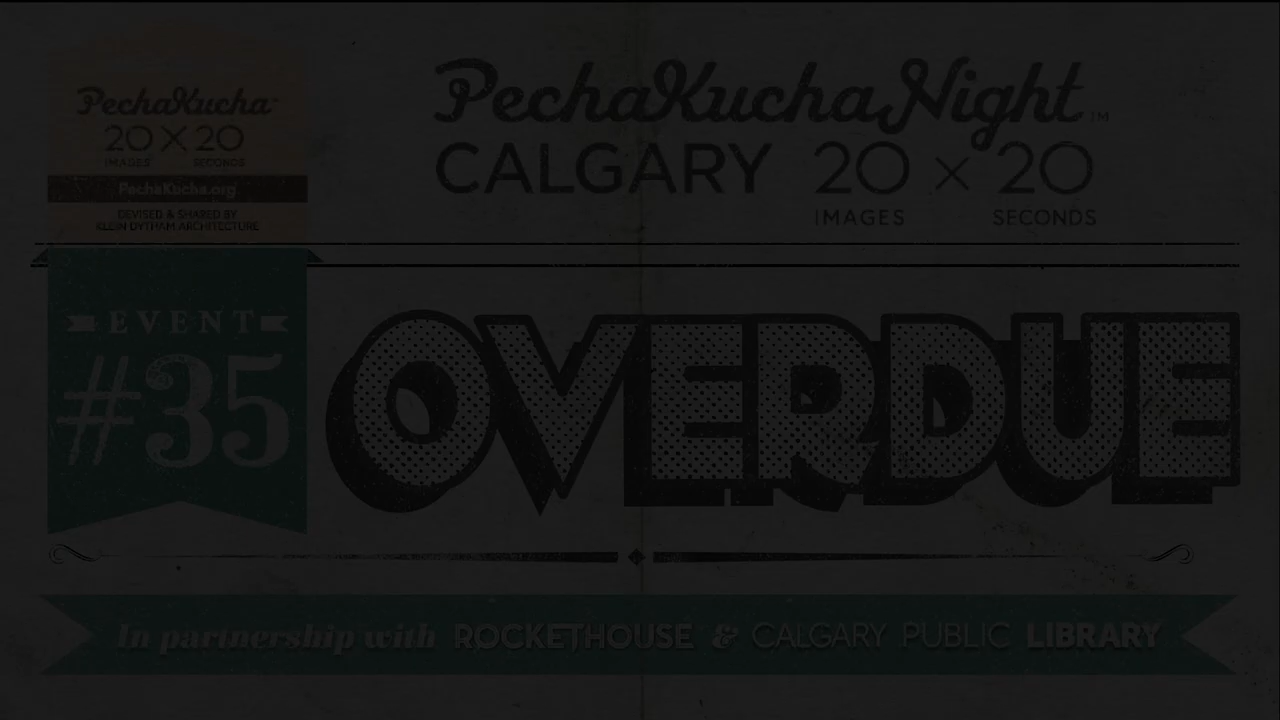 PechaKucha
20 × 20
IMAGES SECONDS
PechaKucha.org
DEVISED & SHARED BY
KLEIN DYTHAM ARCHITECTURE
PechaKucha Night™
CALGARY 20 × 20
IMAGES SECONDS
EVENT
#35
OVERDUE
In partnership with ROCKETHOUSE & CALGARY PUBLIC LIBRARY